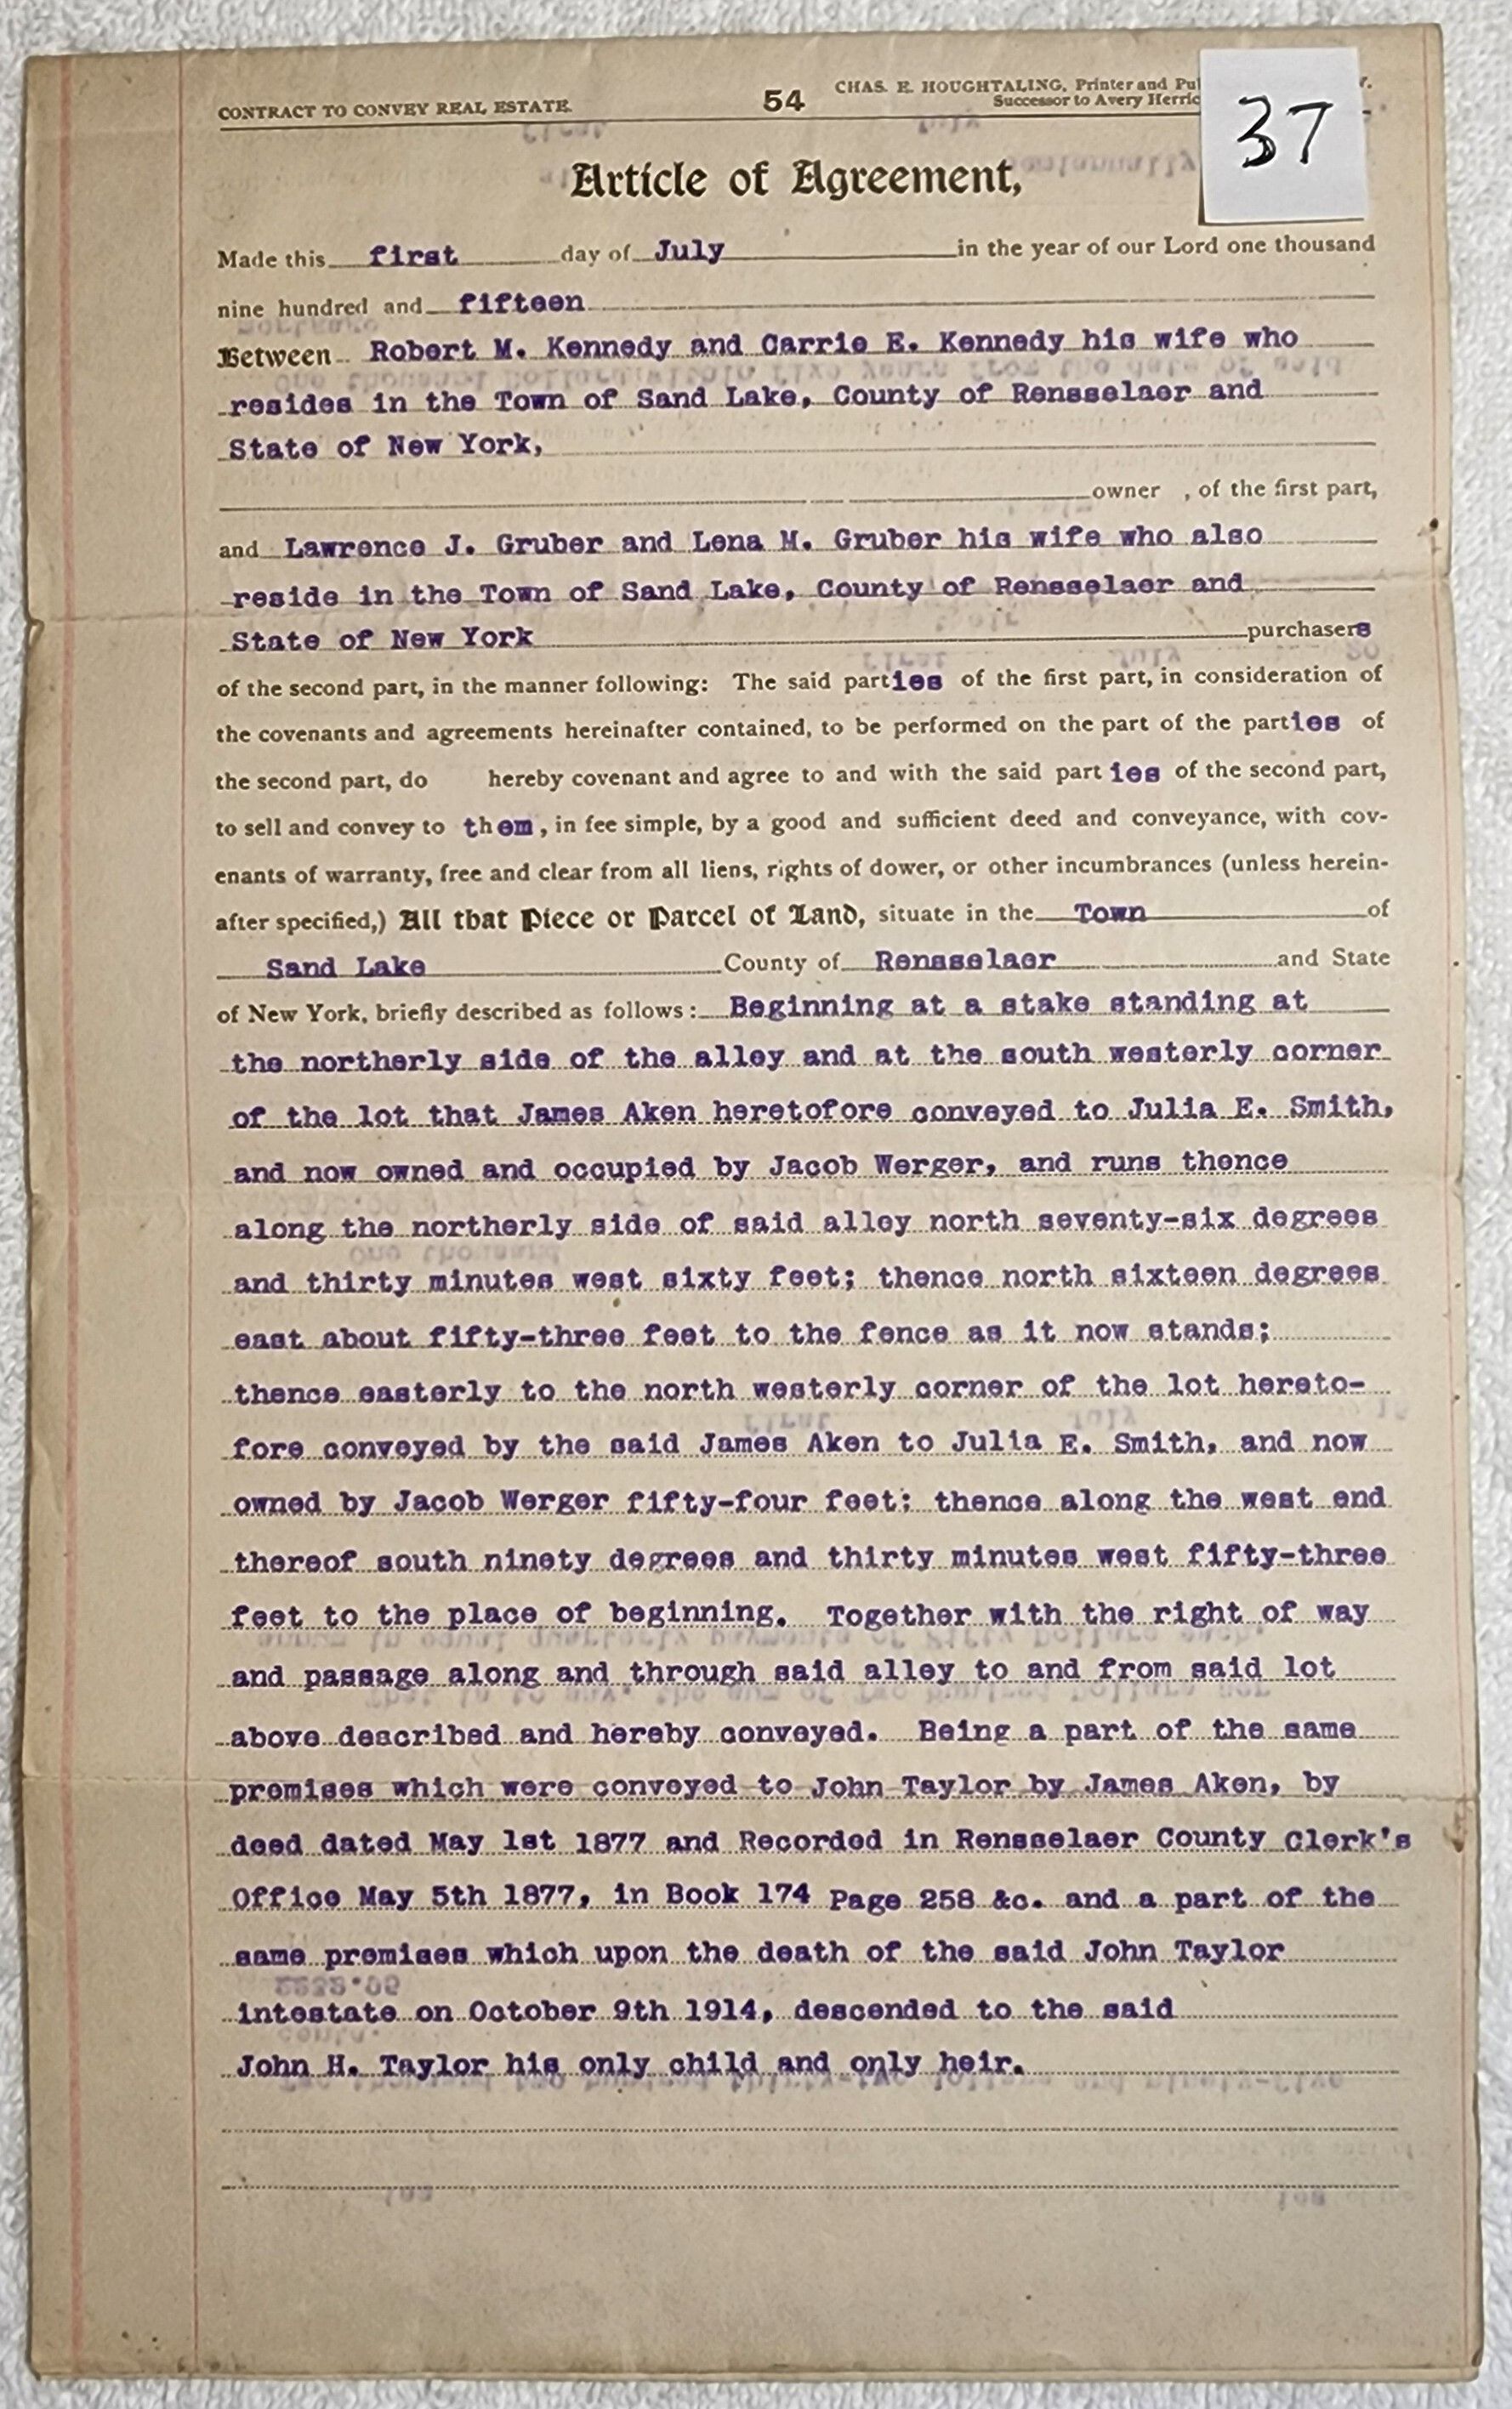 CONTRACT TO CONVEY REAL ESTATE.
54
CHAS. E. HOUGHTALING, Printer and
Successor to Avery
37
Article of Agreement,
Made this first day of July in the year of our Lord one thousand
nine hundred and fifteen
Between Robert M. Kennedy and Carrie E. Kennedy his wife who
resides in the Town of Sand Lake, County of Rensselaer and
State of New York,
owner , of the first part,
and Lawrence J. Gruber and Lena M. Gruber his wife who also
reside in the Town of Sand Lake, County of Rensselaer and
State of New York purchasers
of the second part, in the manner following: The said parties of the first part, in consideration of
the covenants and agreements hereinafter contained, to be performed on the part of the parties of
the second part, do hereby covenant and agree to and with the said part ies of the second part,
to sell and convey to them, in fee simple, by a good and sufficient deed and conveyance, with cov-
enants of warranty, free and clear from all liens, rights of dower, or other incumbrances (unless herein-
after specified,) All that Piece or Parcel of Land, situate in the Town of
Sand Lake County of Rensselaer and State
of New York, briefly described as follows: Beginning at a stake standing at
the northerly side of the alley and at the south westerly corner
of the lot that James Aken heretofore conveyed to Julia E. Smith,
and now owned and occupied by Jacob Werger, and runs thence
along the northerly side of said alley north seventy-six degrees
and thirty minutes west sixty feet; thence north sixteen degrees
east about fifty-three feet to the fence as it now stands;
thence easterly to the north westerly corner of the lot hereto-
fore conveyed by the said James Aken to Julia E. Smith, and now
owned by Jacob Werger fifty-four feet; thence along the west end
thereof south ninety degrees and thirty minutes west fifty-three
feet to the place of beginning. Together with the right of way
and passage along and through said alley to and from said lot
above described and hereby conveyed. Being a part of the same
promises which were conveyed to John Taylor by James Aken, by
deed dated May 1st 1877 and Recorded in Rensselaer County Clerk's
Office May 5th 1877, in Book 174 Page 258 &c. and a part of the
same promises which upon the death of the said John Taylor
intestate on October 9th 1914, descended to the said
John H. Taylor his only child and only heir.